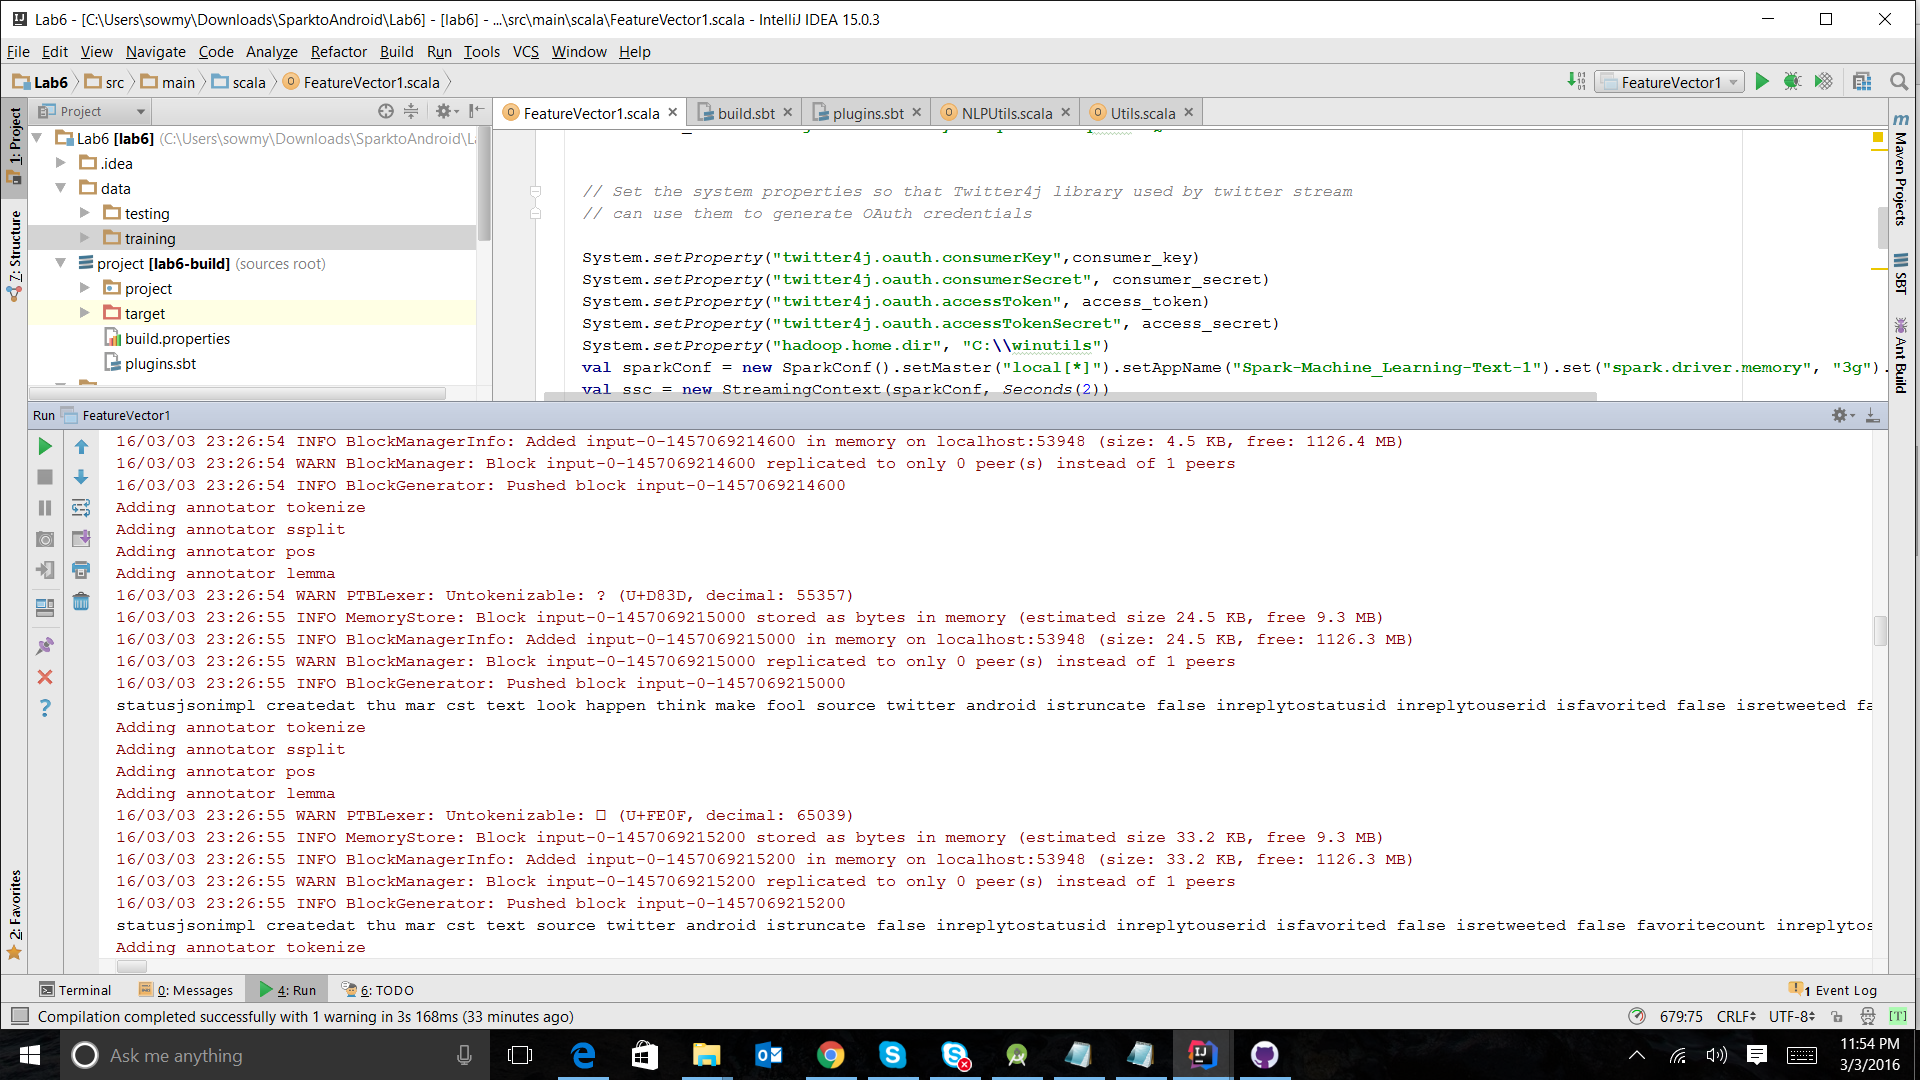 Lab6 - [C:\Users\sowmy\Downloads\SparktoAndroid\Lab6] - [lab6] - ...\src\main\scala\FeatureVector1.scala - IntelliJ IDEA 15.0.3
File Edit View Navigate Code Analyze Refactor Build Run Tools VCS Window Help
Lab6 src main scala FeatureVector1.scala
FeatureVector1
Project
FeatureVector1.scala build.sbt plugins.sbt NLPUtils.scala Utils.scala
1: Project
7: Structure
2: Favorites
Lab6 [lab6] (C:\Users\sowmy\Downloads\SparktoAndroid\L
.idea
data
testing
training
project [lab6-build] (sources root)
project
target
build.properties
plugins.sbt
// Set the system properties so that Twitter4j library used by twitter stream
// can use them to generate OAuth credentials
System.setProperty("twitter4j.oauth.consumerKey",consumer_key)
System.setProperty("twitter4j.oauth.consumerSecret", consumer_secret)
System.setProperty("twitter4j.oauth.accessToken", access_token)
System.setProperty("twitter4j.oauth.accessTokenSecret", access_secret)
System.setProperty("hadoop.home.dir", "C:\\winutils")
val sparkConf = new SparkConf().setMaster("local[*]").setAppName("Spark-Machine_Learning-Text-1").set("spark.driver.memory", "3g").
val ssc = new StreamingContext(sparkConf, Seconds(2))
Maven Projects
SBT
Ant Build
Run FeatureVector1
16/03/03 23:26:54 INFO BlockManagerInfo: Added input-0-1457069214600 in memory on localhost:53948 (size: 4.5 KB, free: 1126.4 MB)
16/03/03 23:26:54 WARN BlockManager: Block input-0-1457069214600 replicated to only 0 peer(s) instead of 1 peers
16/03/03 23:26:54 INFO BlockGenerator: Pushed block input-0-1457069214600
Adding annotator tokenize
Adding annotator ssplit
Adding annotator pos
Adding annotator lemma
16/03/03 23:26:54 WARN PTBLexer: Untokenizable: ? (U+D83D, decimal: 55357)
16/03/03 23:26:55 INFO MemoryStore: Block input-0-1457069215000 stored as bytes in memory (estimated size 24.5 KB, free 9.3 MB)
16/03/03 23:26:55 INFO BlockManagerInfo: Added input-0-1457069215000 in memory on localhost:53948 (size: 24.5 KB, free: 1126.3 MB)
16/03/03 23:26:55 WARN BlockManager: Block input-0-1457069215000 replicated to only 0 peer(s) instead of 1 peers
16/03/03 23:26:55 INFO BlockGenerator: Pushed block input-0-1457069215000
statusjsonimpl createdat thu mar cst text look happen think make fool source twitter android istruncate false inreplytostatusid inreplytouserid isfavorited false isretweeted fa
Adding annotator tokenize
Adding annotator ssplit
Adding annotator pos
Adding annotator lemma
16/03/03 23:26:55 WARN PTBLexer: Untokenizable: □ (U+FE0F, decimal: 65039)
16/03/03 23:26:55 INFO MemoryStore: Block input-0-1457069215200 stored as bytes in memory (estimated size 33.2 KB, free 9.3 MB)
16/03/03 23:26:55 INFO BlockManagerInfo: Added input-0-1457069215200 in memory on localhost:53948 (size: 33.2 KB, free: 1126.3 MB)
16/03/03 23:26:55 WARN BlockManager: Block input-0-1457069215200 replicated to only 0 peer(s) instead of 1 peers
16/03/03 23:26:55 INFO BlockGenerator: Pushed block input-0-1457069215200
statusjsonimpl createdat thu mar cst text source twitter android istruncate false inreplytostatusid inreplytouserid isfavorited false isretweeted false favoritecount inreplytos
Adding annotator tokenize
Terminal 0: Messages 4: Run 6: TODO 1 Event Log
Compilation completed successfully with 1 warning in 3s 168ms (33 minutes ago) 679:75 CRLF UTF-8 [T]
Ask me anything
11:54 PM
3/3/2016